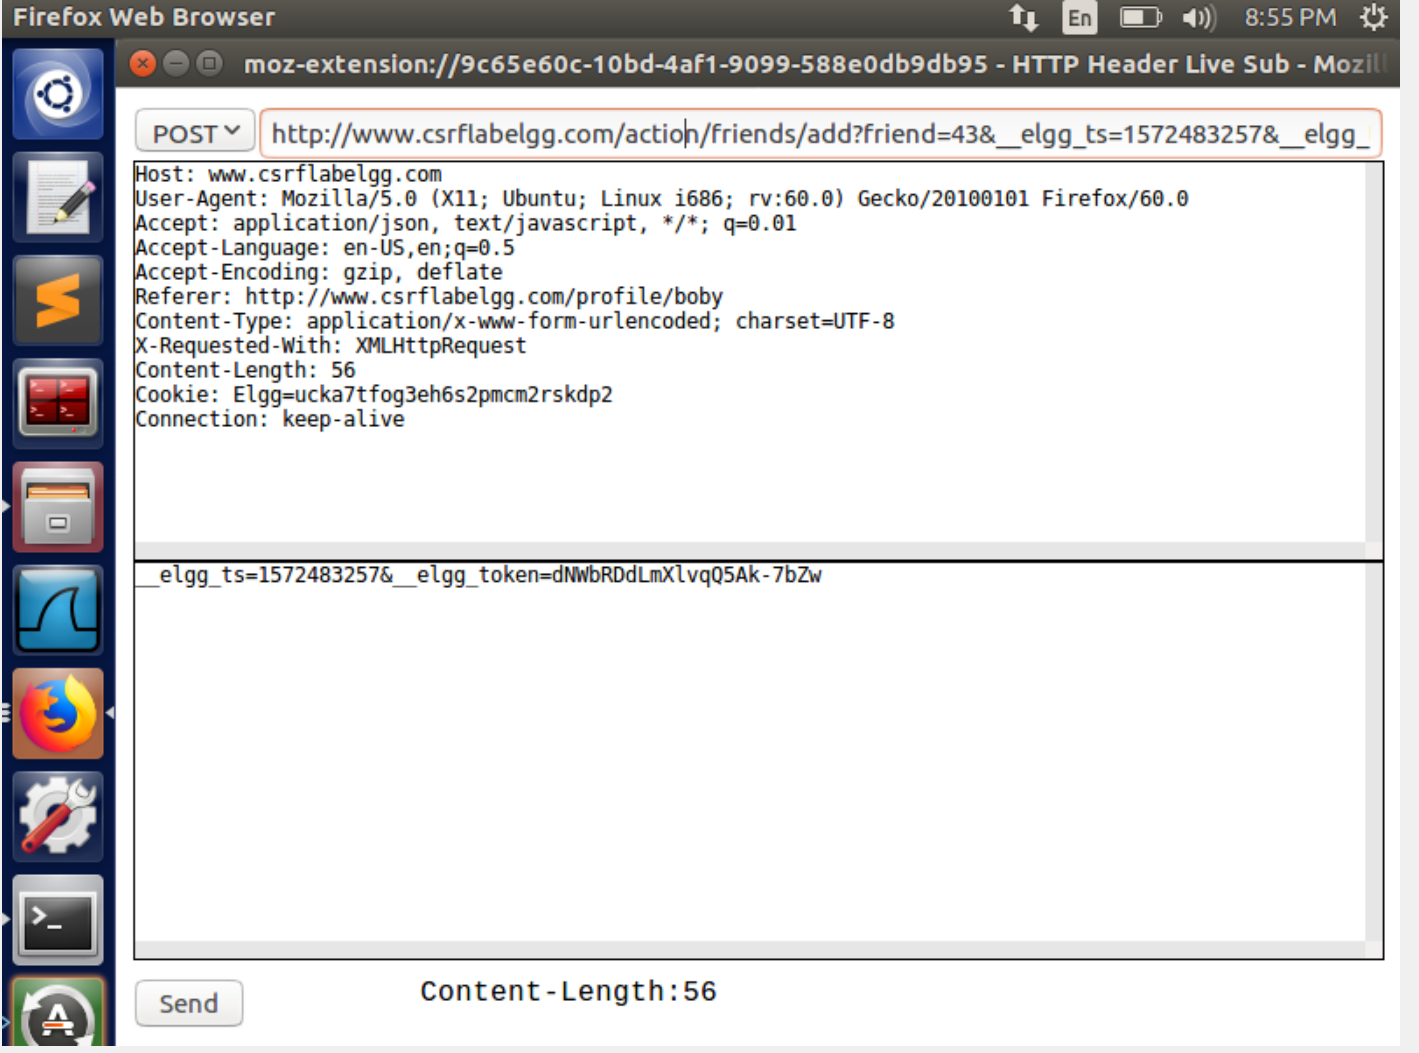 Firefox Web Browser
En
8:55 PM
moz-extension://9c65e60c-10bd-4af1-9099-588e0db9db95 - HTTP Header Live Sub - Mozill
POST http://www.csrflabelgg.com/action/friends/add?friend=43&__elgg_ts=1572483257&__elgg_
Host: www.csrflabelgg.com
User-Agent: Mozilla/5.0 (X11; Ubuntu; Linux i686; rv:60.0) Gecko/20100101 Firefox/60.0
Accept: application/json, text/javascript, */*; q=0.01
Accept-Language: en-US,en;q=0.5
Accept-Encoding: gzip, deflate
Referer: http://www.csrflabelgg.com/profile/boby
Content-Type: application/x-www-form-urlencoded; charset=UTF-8
X-Requested-With: XMLHttpRequest
Content-Length: 56
Cookie: Elgg=ucka7tfog3eh6s2pmcm2rskdp2
Connection: keep-alive
__elgg_ts=1572483257&__elgg_token=dNWbRDdLmXlvqQ5Ak-7bZw
Send
Content-Length:56